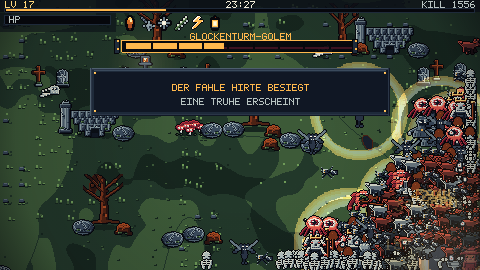 LV 17
23:27
KILL 1556
HP
GLOCKENTURM-GOLEM
DER FAHLE HIRTE BESIEGT
EINE TRUHE ERSCHEINT